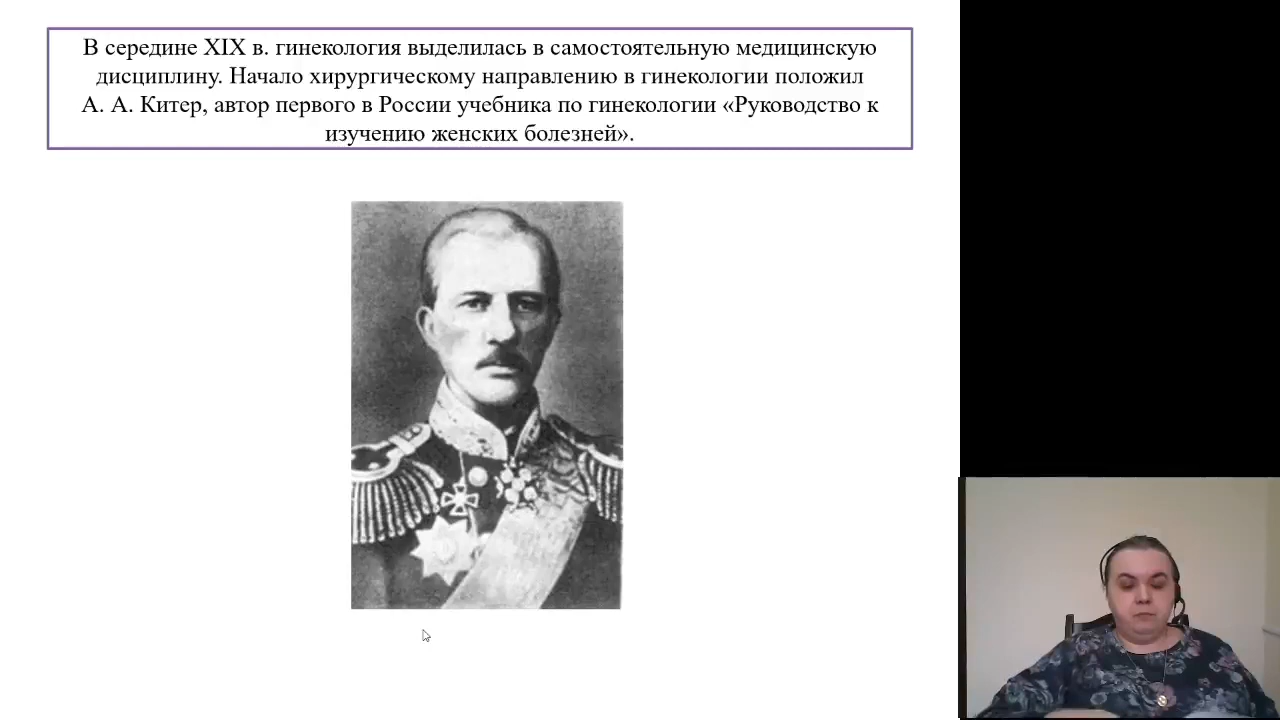 В середине XIX в. гинекология выделилась в самостоятельную медицинскую
дисциплину. Начало хирургическому направлению в гинекологии положил
А. А. Китер, автор первого в России учебника по гинекологии «Руководство к
изучению женских болезней».